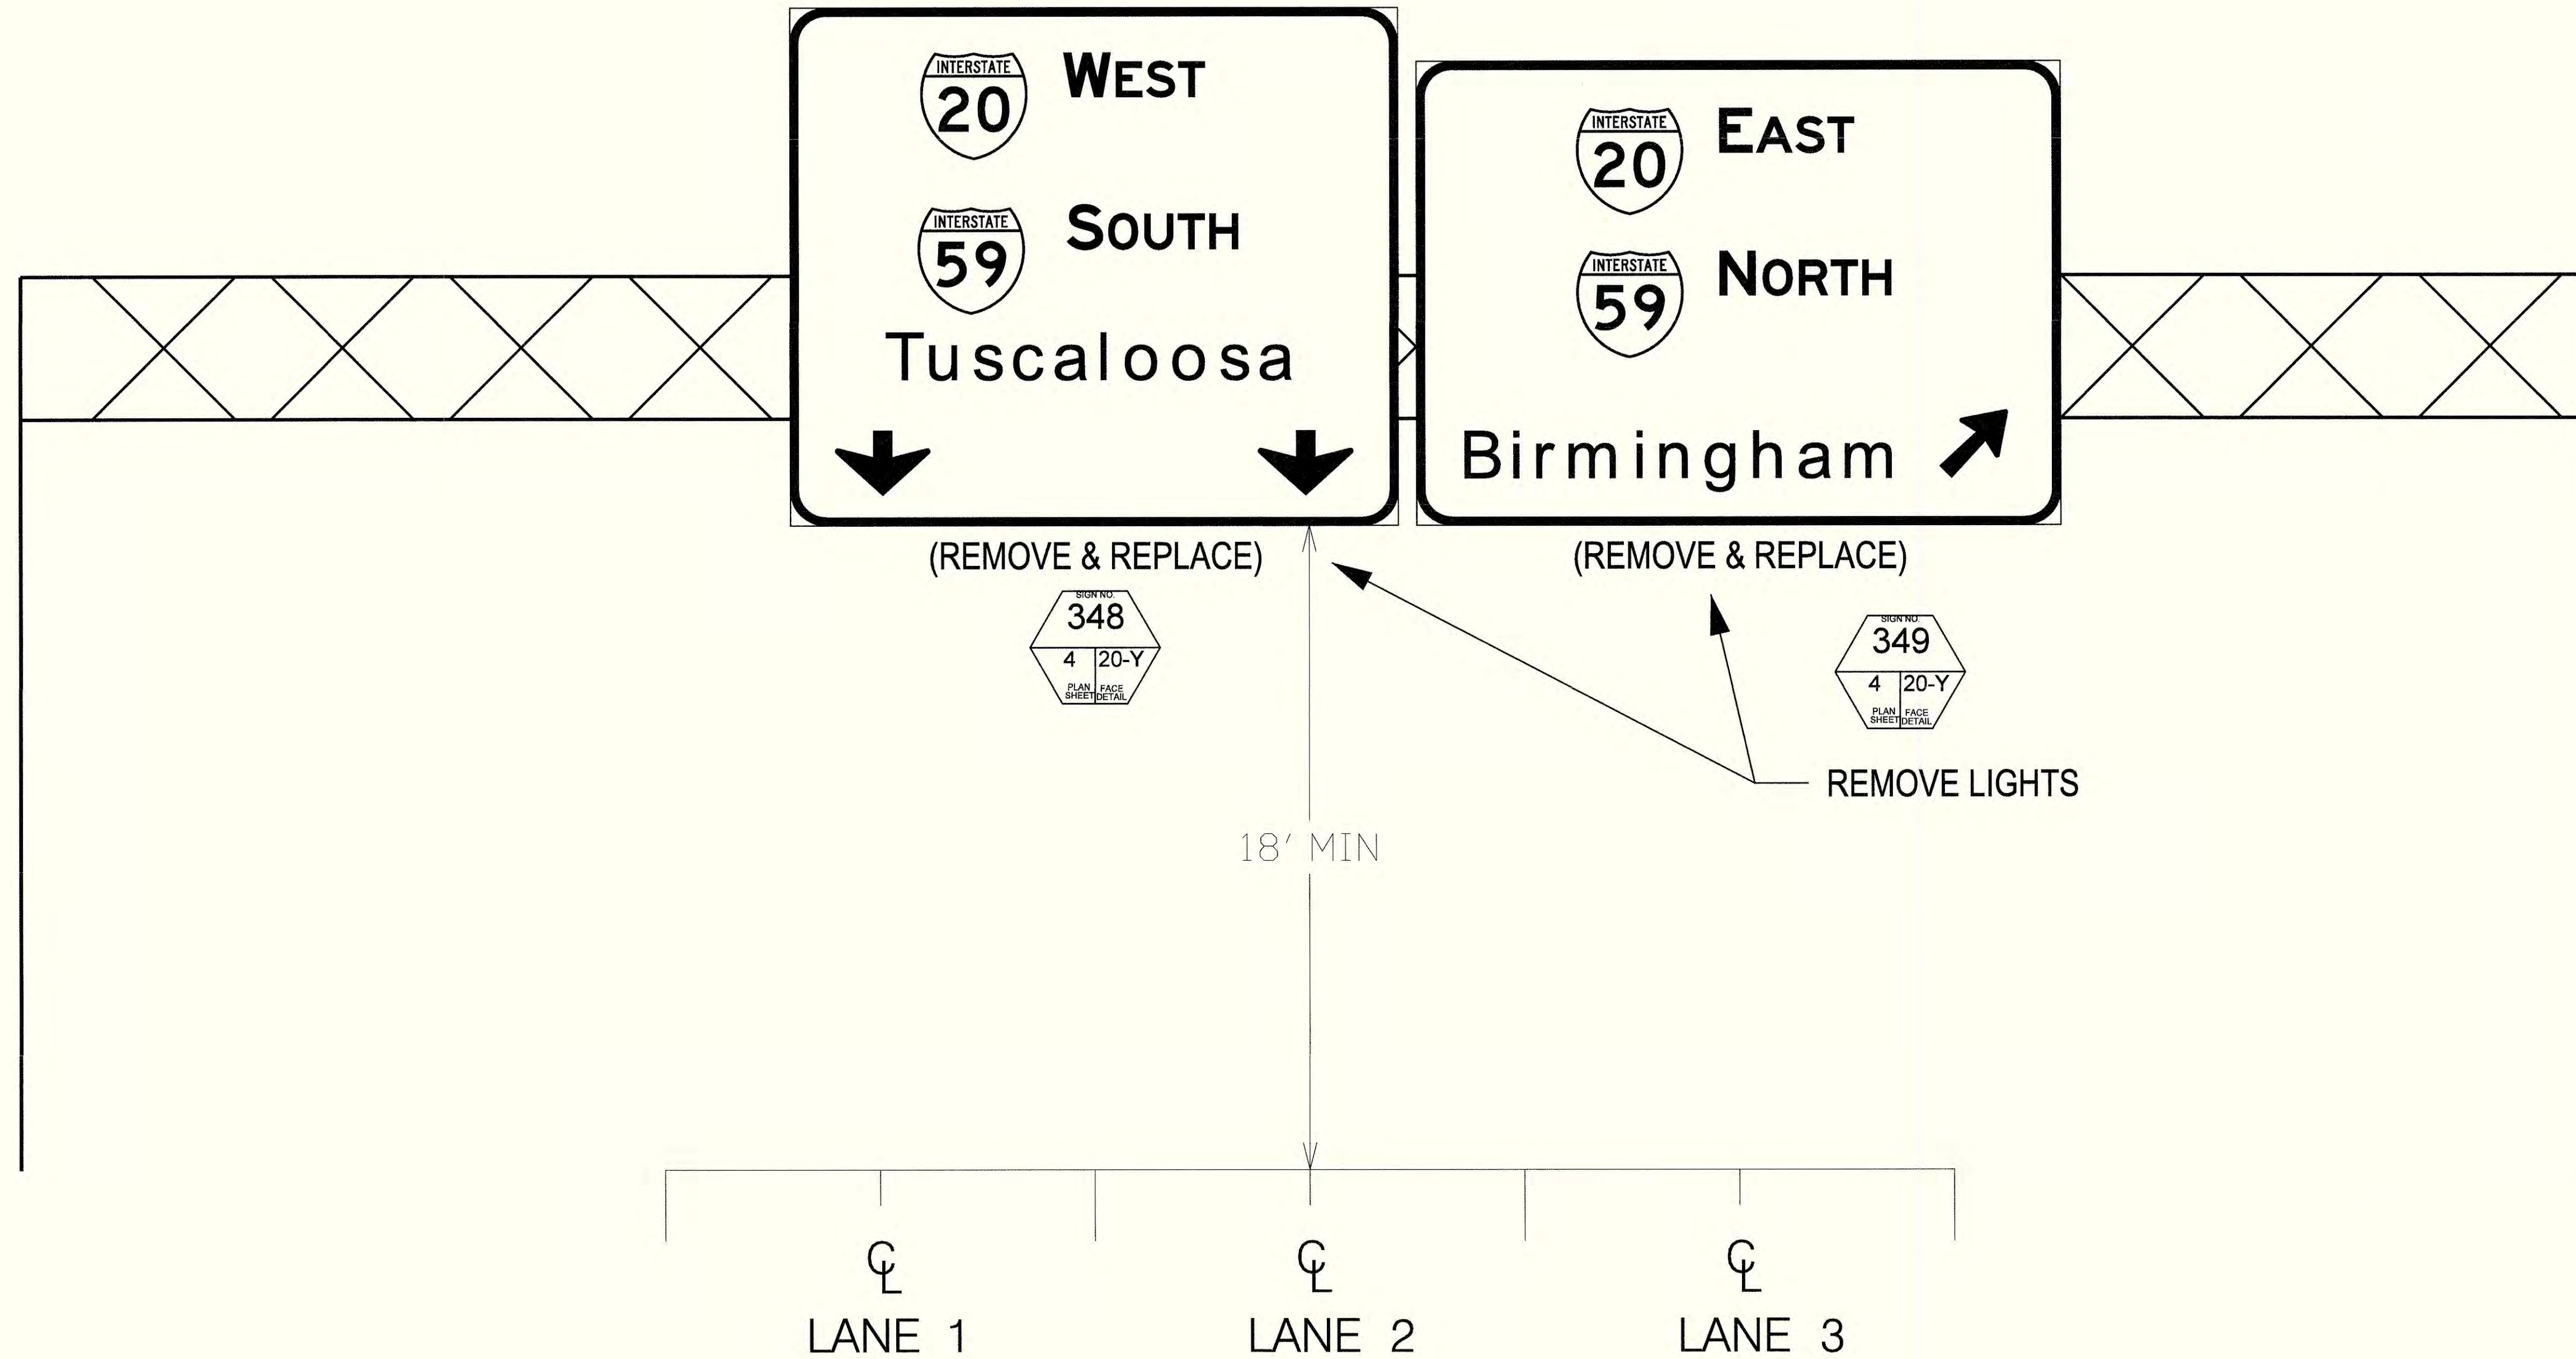 INTERSTATE
20 WEST
INTERSTATE
59 SOUTH
Tuscaloosa
INTERSTATE
20 EAST
INTERSTATE
59 NORTH
Birmingham
(REMOVE & REPLACE)
(REMOVE & REPLACE)
SIGN NO.
348
4 20-Y
PLAN SHEET FACE DETAIL
SIGN NO.
349
4 20-Y
PLAN SHEET FACE DETAIL
REMOVE LIGHTS
18' MIN
CL CL CL
LANE 1 LANE 2 LANE 3